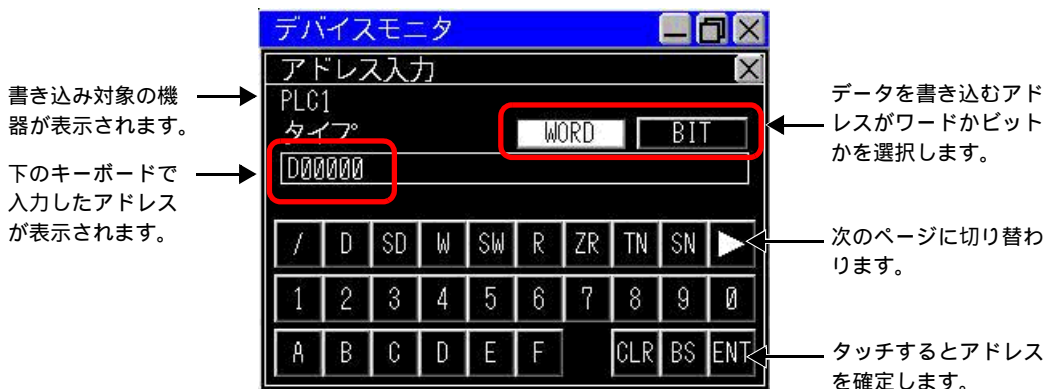 デバイスモニタ
アドレス入力
書き込み対象の機
器が表示されます。
PLC1
タイプ
WORD BIT
データを書き込むアド
レスがワードかビット
かを選択します。
下のキーボードで
入力したアドレス
が表示されます。
D00000
/ D SD W SW R ZR TN SN ▶
次のページに切り替わ
ります。
1 2 3 4 5 6 7 8 9 0
A B C D E F CLR BS ENT
タッチするとアドレス
を確定します。